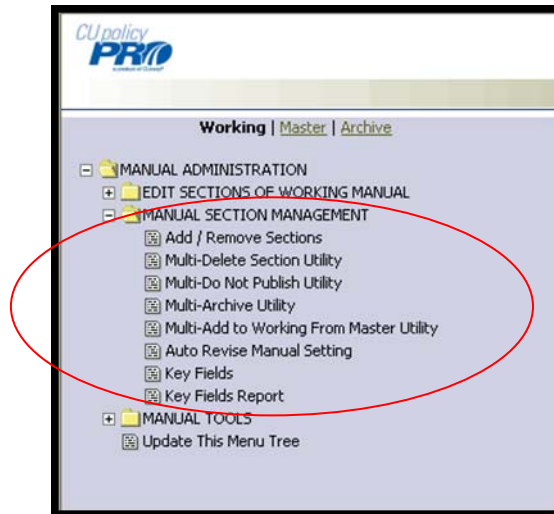 CU policy
PRO
Working | Master | Archive
MANUAL ADMINISTRATION
EDIT SECTIONS OF WORKING MANUAL
MANUAL SECTION MANAGEMENT
Add / Remove Sections
Multi-Delete Section Utility
Multi-Do Not Publish Utility
Multi-Archive Utility
Multi-Add to Working From Master Utility
Auto Revise Manual Setting
Key Fields
Key Fields Report
MANUAL TOOLS
Update This Menu Tree